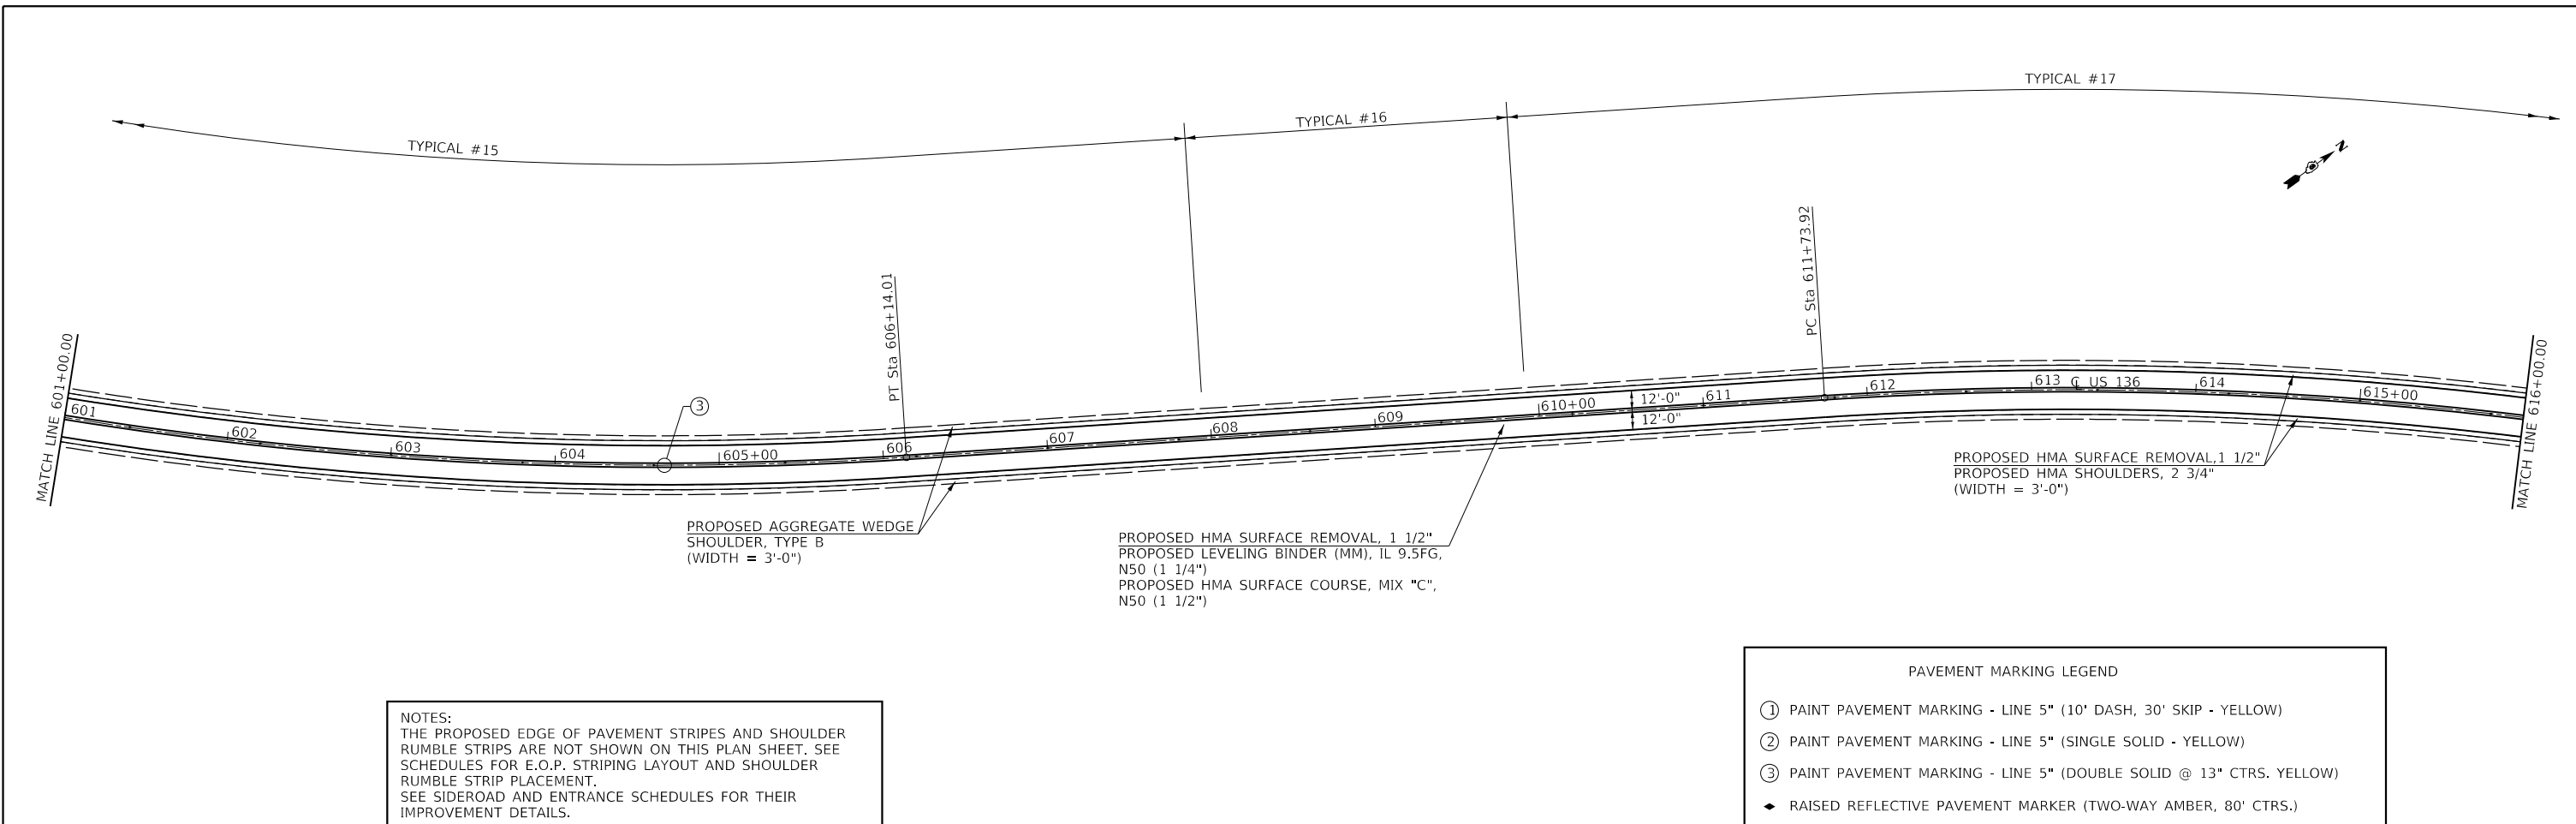 TYPICAL #15
TYPICAL #16
TYPICAL #17
N
MATCH LINE 601+00.00
PT Sta 606+14.01
PC Sta 611+73.92
MATCH LINE 616+00.00
601
602
603
604
605+00
606
607
608
609
610+00
611
612
613
℄ US 136
614
615+00
12'-0"
12'-0"
3
PROPOSED AGGREGATE WEDGE
SHOULDER, TYPE B
(WIDTH = 3'-0")
PROPOSED HMA SURFACE REMOVAL, 1 1/2"
PROPOSED LEVELING BINDER (MM), IL 9.5FG,
N50 (1 1/4")
PROPOSED HMA SURFACE COURSE, MIX "C",
N50 (1 1/2")
PROPOSED HMA SURFACE REMOVAL,1 1/2"
PROPOSED HMA SHOULDERS, 2 3/4"
(WIDTH = 3'-0")
NOTES:
THE PROPOSED EDGE OF PAVEMENT STRIPES AND SHOULDER
RUMBLE STRIPS ARE NOT SHOWN ON THIS PLAN SHEET. SEE
SCHEDULES FOR E.O.P. STRIPING LAYOUT AND SHOULDER
RUMBLE STRIP PLACEMENT.
SEE SIDEROAD AND ENTRANCE SCHEDULES FOR THEIR
IMPROVEMENT DETAILS.
PAVEMENT MARKING LEGEND
1 PAINT PAVEMENT MARKING - LINE 5" (10' DASH, 30' SKIP - YELLOW)
2 PAINT PAVEMENT MARKING - LINE 5" (SINGLE SOLID - YELLOW)
3 PAINT PAVEMENT MARKING - LINE 5" (DOUBLE SOLID @ 13" CTRS. YELLOW)
RAISED REFLECTIVE PAVEMENT MARKER (TWO-WAY AMBER, 80' CTRS.)